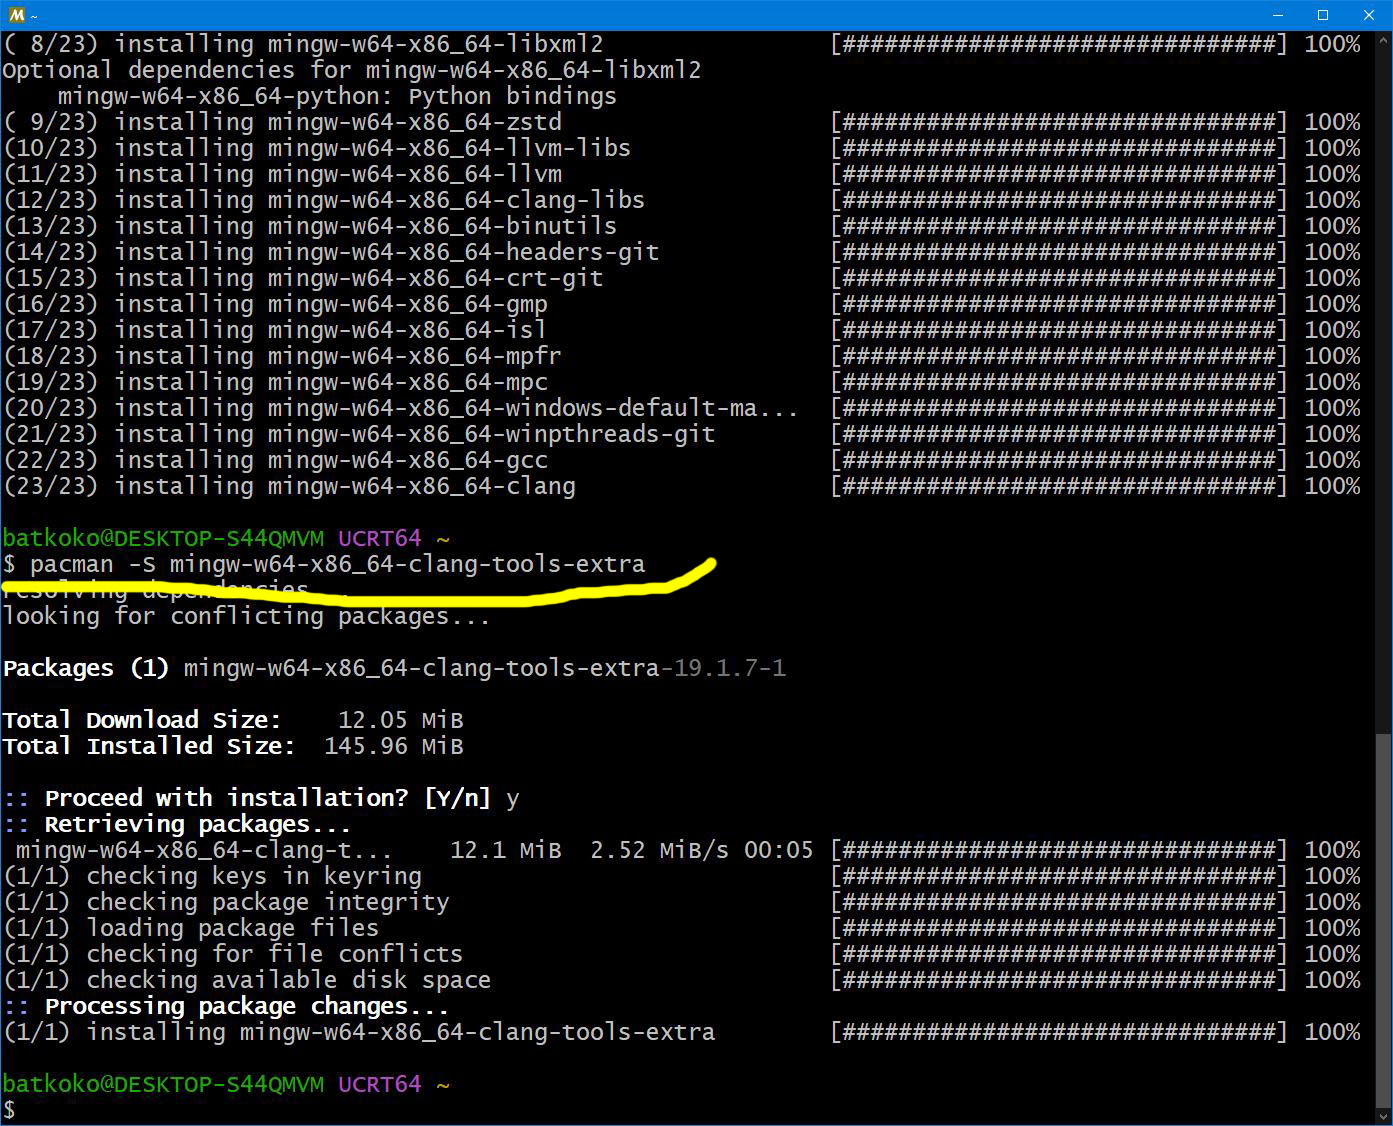 ~
( 8/23) installing mingw-w64-x86_64-libxml2 [###############################] 100%
Optional dependencies for mingw-w64-x86_64-libxml2
mingw-w64-x86_64-python: Python bindings
( 9/23) installing mingw-w64-x86_64-zstd [###############################] 100%
(10/23) installing mingw-w64-x86_64-llvm-libs [###############################] 100%
(11/23) installing mingw-w64-x86_64-llvm [###############################] 100%
(12/23) installing mingw-w64-x86_64-clang-libs [###############################] 100%
(13/23) installing mingw-w64-x86_64-binutils [###############################] 100%
(14/23) installing mingw-w64-x86_64-headers-git [###############################] 100%
(15/23) installing mingw-w64-x86_64-crt-git [###############################] 100%
(16/23) installing mingw-w64-x86_64-gmp [###############################] 100%
(17/23) installing mingw-w64-x86_64-isl [###############################] 100%
(18/23) installing mingw-w64-x86_64-mpfr [###############################] 100%
(19/23) installing mingw-w64-x86_64-mpc [###############################] 100%
(20/23) installing mingw-w64-x86_64-windows-default-ma... [###############################] 100%
(21/23) installing mingw-w64-x86_64-winpthreads-git [###############################] 100%
(22/23) installing mingw-w64-x86_64-gcc [###############################] 100%
(23/23) installing mingw-w64-x86_64-clang [###############################] 100%
batkoko@DESKTOP-S44QMVM UCRT64 ~
$ pacman -S mingw-w64-x86_64-clang-tools-extra
resolving dependencies...
looking for conflicting packages...
Packages (1) mingw-w64-x86_64-clang-tools-extra-19.1.7-1
Total Download Size: 12.05 MiB
Total Installed Size: 145.96 MiB
:: Proceed with installation? [Y/n] y
:: Retrieving packages...
mingw-w64-x86_64-clang-t... 12.1 MiB 2.52 MiB/s 00:05 [###############################] 100%
(1/1) checking keys in keyring [###############################] 100%
(1/1) checking package integrity [###############################] 100%
(1/1) loading package files [###############################] 100%
(1/1) checking for file conflicts [###############################] 100%
(1/1) checking available disk space [###############################] 100%
:: Processing package changes...
(1/1) installing mingw-w64-x86_64-clang-tools-extra [###############################] 100%
batkoko@DESKTOP-S44QMVM UCRT64 ~
$